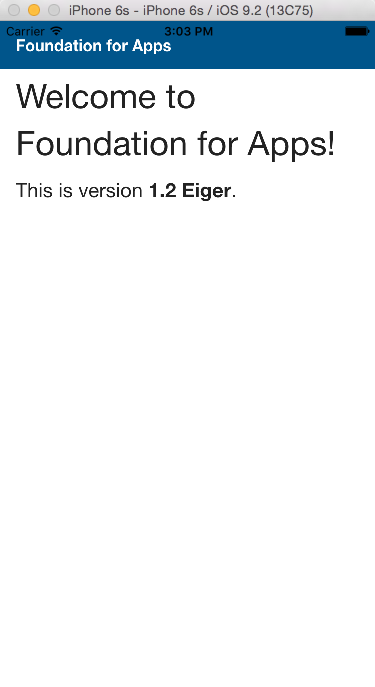 iPhone 6s - iPhone 6s / iOS 9.2 (13C75)
Carrier 3:03 PM
Foundation for Apps
Welcome to
Foundation for Apps!
This is version 1.2 Eiger.